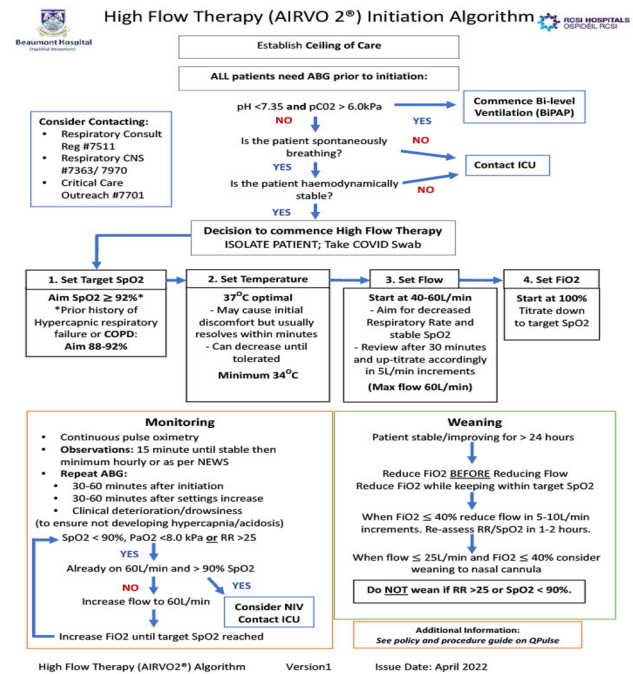 High Flow Therapy (AIRVO 2®) Initiation Algorithm
Beaumont Hospital
Ospidéal Beaumont
RCSI HOSPITALS
OSPIDÉIL RCSI
Establish Ceiling of Care
ALL patients need ABG prior to initiation:
pH <7.35 and pCO2 > 6.0kPa
YES
Commence Bi-level
Ventilation (BiPAP)
NO
Consider Contacting:
• Respiratory Consult
Reg #7511
• Respiratory CNS
#7363/ 7970
• Critical Care
Outreach #7701
Is the patient spontaneously
breathing?
NO
Contact ICU
YES
Is the patient haemodynamically
stable?
NO
YES
Decision to commence High Flow Therapy
ISOLATE PATIENT; Take COVID Swab
1. Set Target SpO2
Aim SpO2 ≥ 92%*
*Prior history of
Hypercapnic respiratory
failure or COPD:
Aim 88-92%
2. Set Temperature
37°C optimal
- May cause initial
discomfort but usually
resolves within minutes
- Can decrease until
tolerated
Minimum 34°C
3. Set Flow
Start at 40-60L/min
- Aim for decreased
Respiratory Rate and
stable SpO2
- Review after 30 minutes
and up-titrate accordingly
in 5L/min increments
(Max flow 60L/min)
4. Set FiO2
Start at 100%
Titrate down
to target SpO2
Monitoring
• Continuous pulse oximetry
• Observations: 15 minute until stable then
minimum hourly or as per NEWS
• Repeat ABG:
• 30-60 minutes after initiation
• 30-60 minutes after settings increase
• Clinical deterioration/drowsiness
(to ensure not developing hypercapnia/acidosis)
SpO2 < 90%, PaO2 <8.0 kPa or RR >25
YES
Already on 60L/min and > 90% SpO2
NO
YES
Increase flow to 60L/min
Consider NIV
Contact ICU
Increase FiO2 until target SpO2 reached
Weaning
Patient stable/improving for > 24 hours
Reduce FiO2 BEFORE Reducing Flow
Reduce FiO2 while keeping within target SpO2
When FiO2 ≤ 40% reduce flow in 5-10L/min
increments. Re-assess RR/SpO2 in 1-2 hours.
When flow ≤ 25L/min and FiO2 ≤ 40% consider
weaning to nasal cannula
Do NOT wean if RR >25 or SpO2 < 90%.
Additional Information:
See policy and procedure guide on QPulse
High Flow Therapy (AIRVO2®) Algorithm
Version1
Issue Date: April 2022